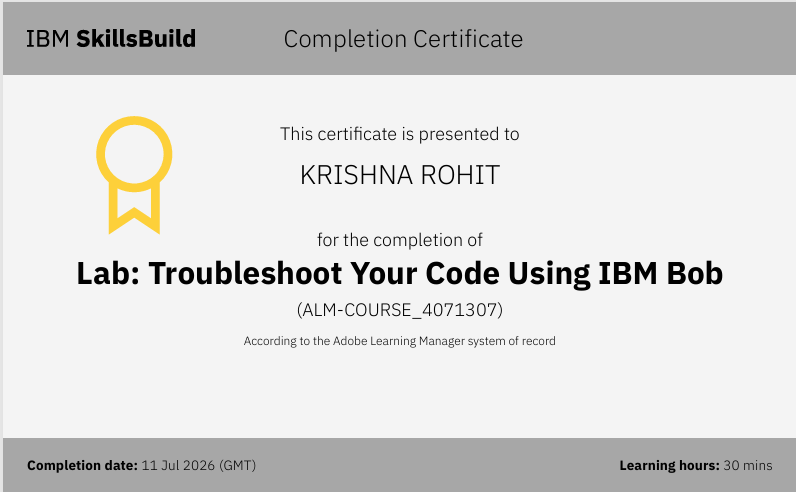 IBM SkillsBuild
Completion Certificate
This certificate is presented to
KRISHNA ROHIT
for the completion of
Lab: Troubleshoot Your Code Using IBM Bob
(ALM-COURSE_4071307)
According to the Adobe Learning Manager system of record
Completion date: 11 Jul 2026 (GMT)
Learning hours: 30 mins